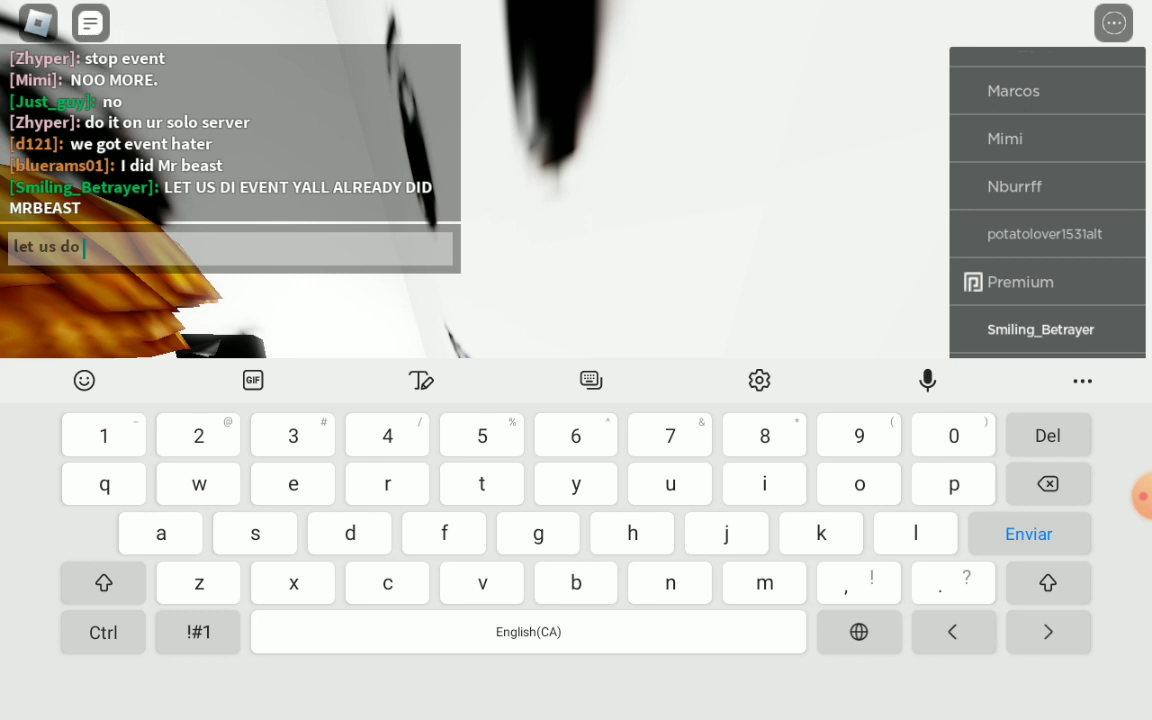 [Zhyper]: stop event
[Mimi]: NOO MORE.
[Just_guy]: no
[Zhyper]: do it on ur solo server
[d121]: we got event hater
[bluerams01]: I did Mr beast
[Smiling_Betrayer]: LET US DI EVENT YALL ALREADY DID
MRBEAST
let us do
Marcos
Mimi
Nburrff
potatolover1531alt
Premium
Smiling_Betrayer
GIF
1 - 2 @ 3 # 4 / 5 % 6 ^ 7 & 8 * 9 ( 0 ) Del
q w e r t y u i o p
a s d f g h j k l Enviar
z x c v b n m , ! . ?
Ctrl !#1 English(CA) < >